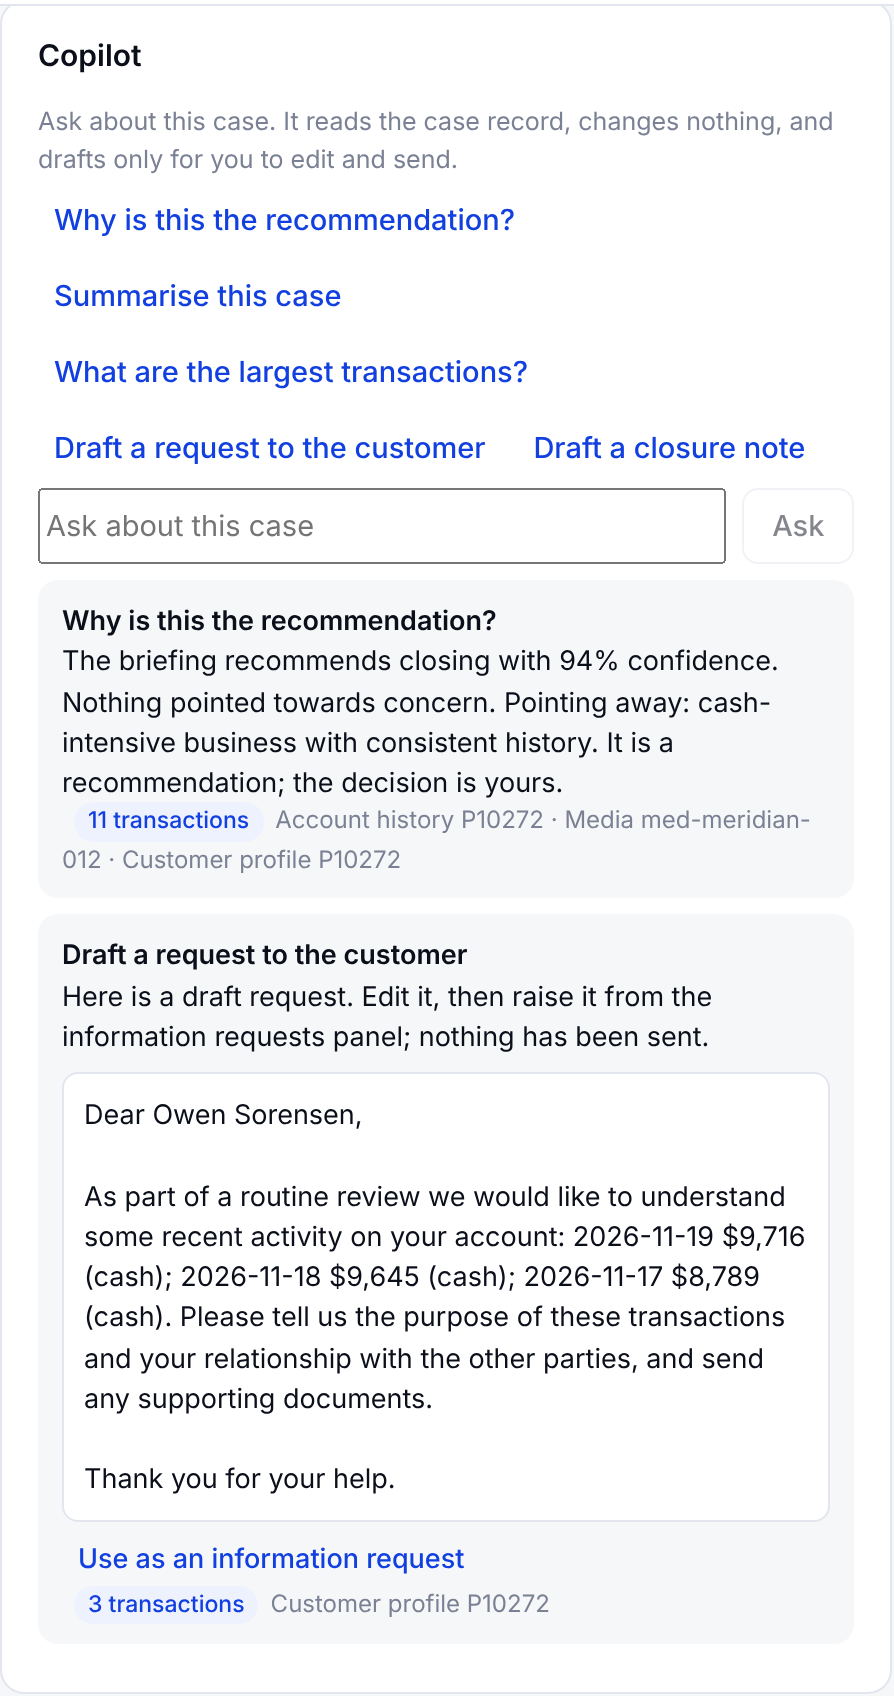 Copilot
Ask about this case. It reads the case record, changes nothing, and
drafts only for you to edit and send.
Why is this the recommendation?
Summarise this case
What are the largest transactions?
Draft a request to the customer Draft a closure note
Ask about this case Ask
Why is this the recommendation?
The briefing recommends closing with 94% confidence.
Nothing pointed towards concern. Pointing away: cash-
intensive business with consistent history. It is a
recommendation; the decision is yours.
11 transactions Account history P10272 · Media med-meridian-
012 · Customer profile P10272
Draft a request to the customer
Here is a draft request. Edit it, then raise it from the
information requests panel; nothing has been sent.
Dear Owen Sorensen,
As part of a routine review we would like to understand
some recent activity on your account: 2026-11-19 $9,716
(cash); 2026-11-18 $9,645 (cash); 2026-11-17 $8,789
(cash). Please tell us the purpose of these transactions
and your relationship with the other parties, and send
any supporting documents.
Thank you for your help.
Use as an information request
3 transactions Customer profile P10272